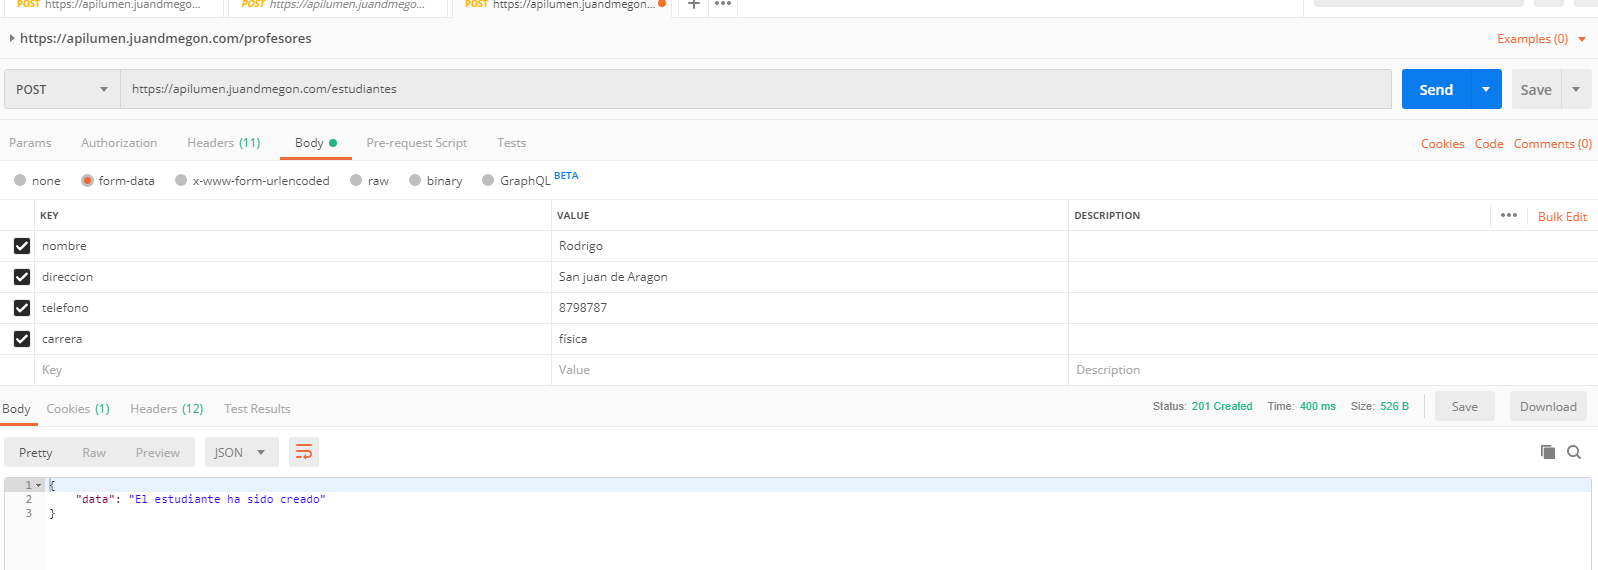 POST https://apilumen.juandmego... POST https://apilumen.juandmego... POST https://apilumen.juandmegon... + •••
https://apilumen.juandmegon.com/profesores Examples (0)
POST https://apilumen.juandmegon.com/estudiantes Send Save
Params Authorization Headers (11) Body Pre-request Script Tests Cookies Code Comments (0)
none form-data x-www-form-urlencoded raw binary GraphQL BETA
KEY VALUE DESCRIPTION ••• Bulk Edit
nombre Rodrigo
direccion San juan de Aragon
telefono 8798787
carrera física
Key Value Description
Body Cookies (1) Headers (12) Test Results Status: 201 Created Time: 400 ms Size: 526 B Save Download
Pretty Raw Preview JSON
1 {
2 "data": "El estudiante ha sido creado"
3 }